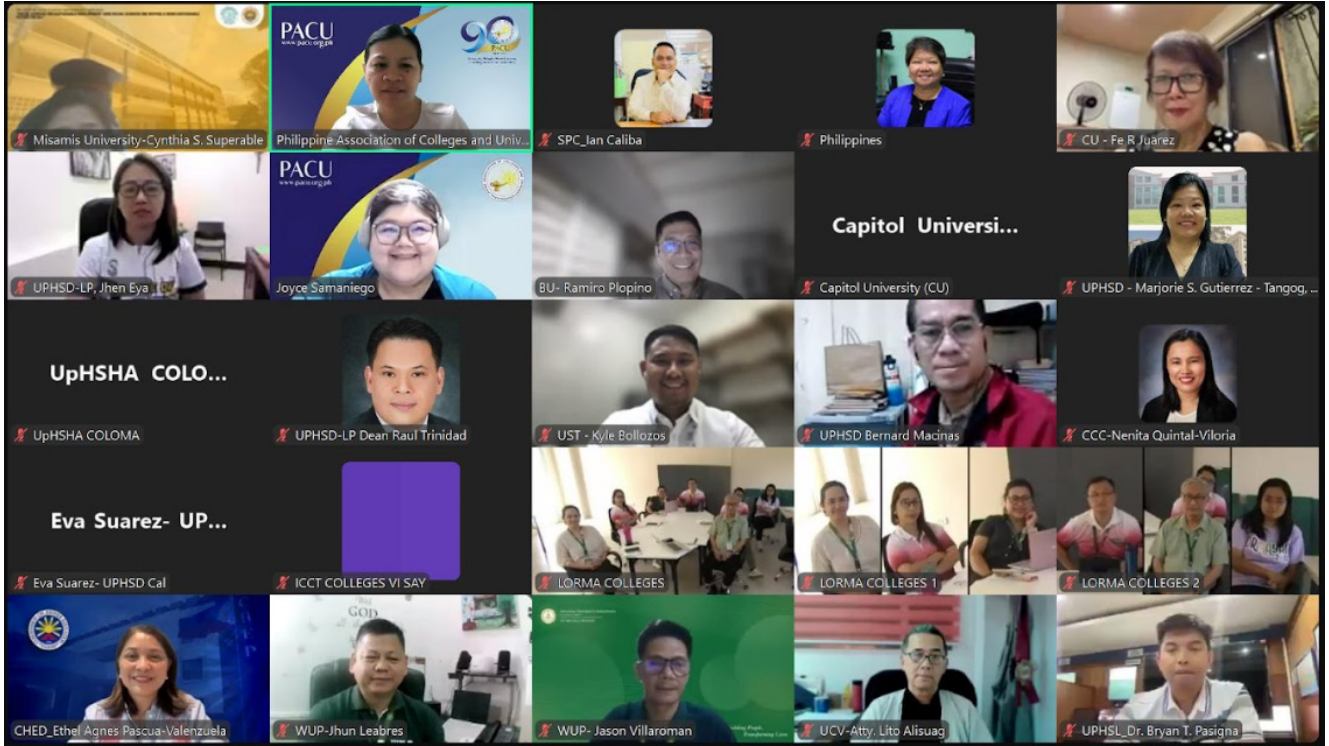 Misamis University-Cynthia S. Superable
PACU
www.pacu.org.ph
90
PACU
Philippine Association of Colleges and Univ...
SPC_Ian Caliba
Philippines
CU - Fe R Juarez
UPHSD-LP, Jhen Eya
PACU
www.pacu.org.ph
Joyce Samaniego
BU- Ramiro Plopino
Capitol Universi...
Capitol University (CU)
UPHSD - Marjorie S. Gutierrez - Tangog, ...
UpHSHA COLO...
UpHSHA COLOMA
UPHSD-LP Dean Raul Trinidad
UST - Kyle Bollozos
UPHSD Bernard Macinas
CCC-Nenita Quintal-Viloria
Eva Suarez- UP...
Eva Suarez- UPHSD Cal
ICCT COLLEGES VI SAY
LORMA COLLEGES
LORMA COLLEGES 1
LORMA COLLEGES 2
CHED_Ethel Agnes Pascua-Valenzuela
GOD
WUP-Jhun Leabres
WUP- Jason Villaroman
Transforming Lives
UCV-Atty. Lito Alisuag
UPHSL_Dr. Bryan T. Pasigna